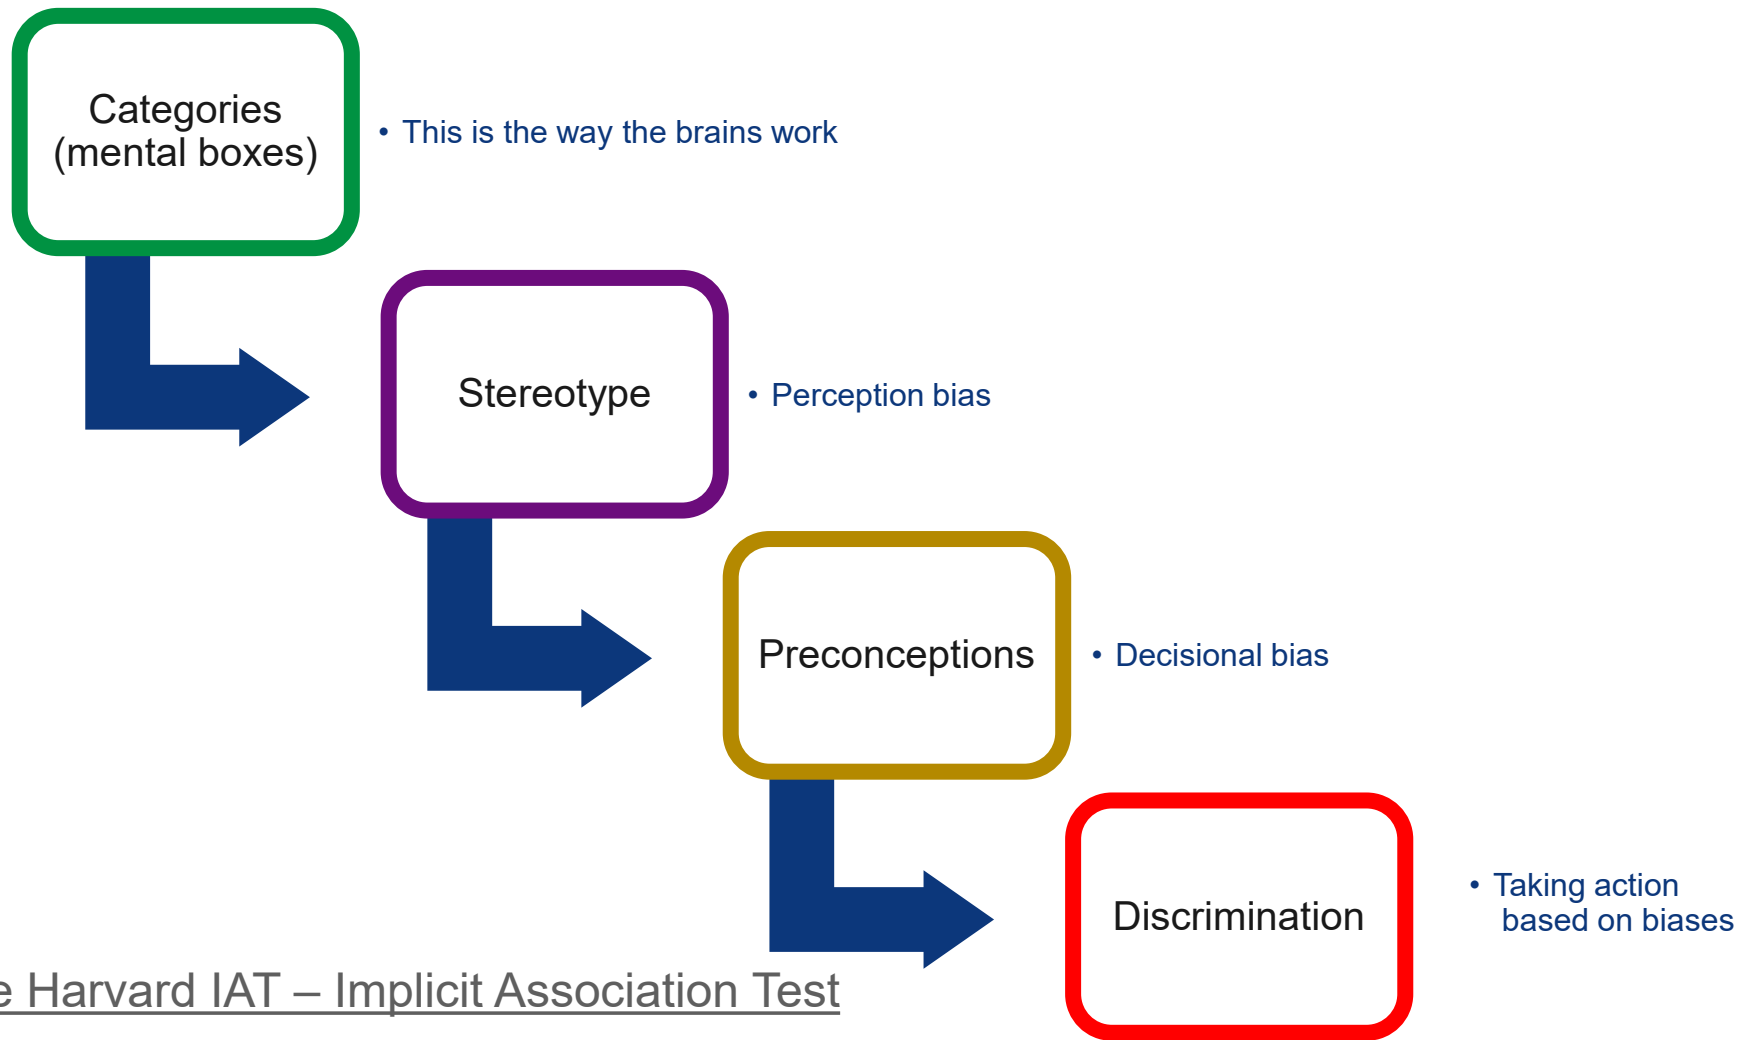 Categories
(mental boxes)
• This is the way the brains work
Stereotype
• Perception bias
Preconceptions
• Decisional bias
Discrimination
• Taking action
based on biases
e Harvard IAT – Implicit Association Test